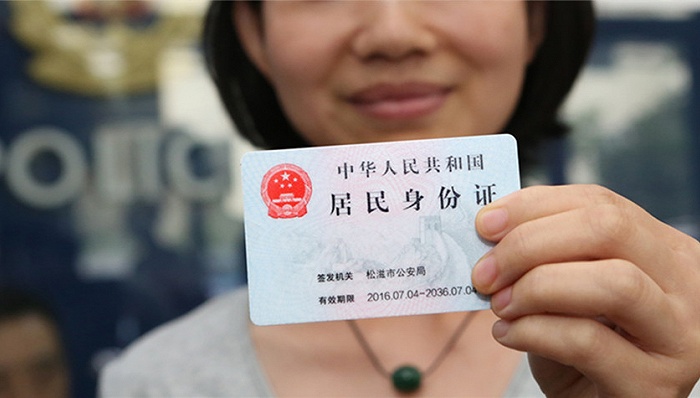 中华人民共和国
居民身份证
签发机关 松滋市公安局
有效期限 2016.07.04-2036.07.04